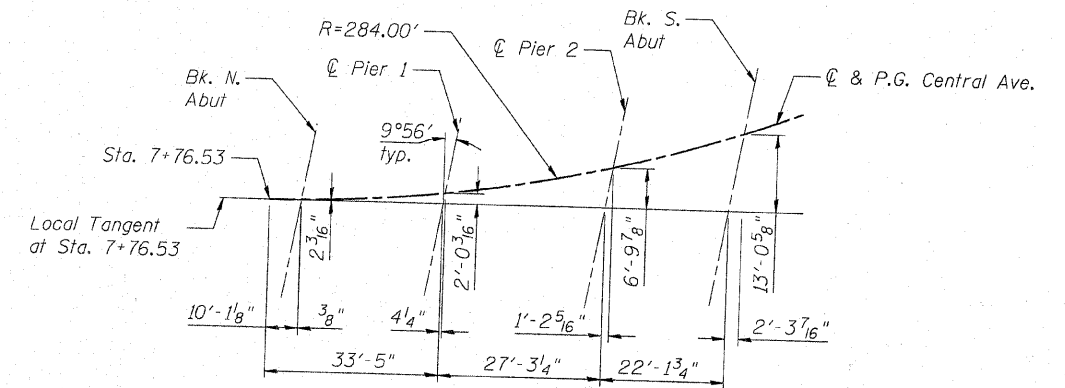 R=284.00'
Bk. S.
Abut
℄ Pier 2
℄ Pier 1
℄ & P.G. Central Ave.
Bk. N.
Abut
9°56'
typ.
Sta. 7+76.53
Local Tangent
at Sta. 7+76.53
2 3/16"
2'-0 3/16"
6'-9 7/8"
13'-0 5/8"
10'-1 1/8"
3/8"
4 1/4"
1'-2 5/16"
2'-3 7/16"
33'-5"
27'-3 1/4"
22'-1 3/4"